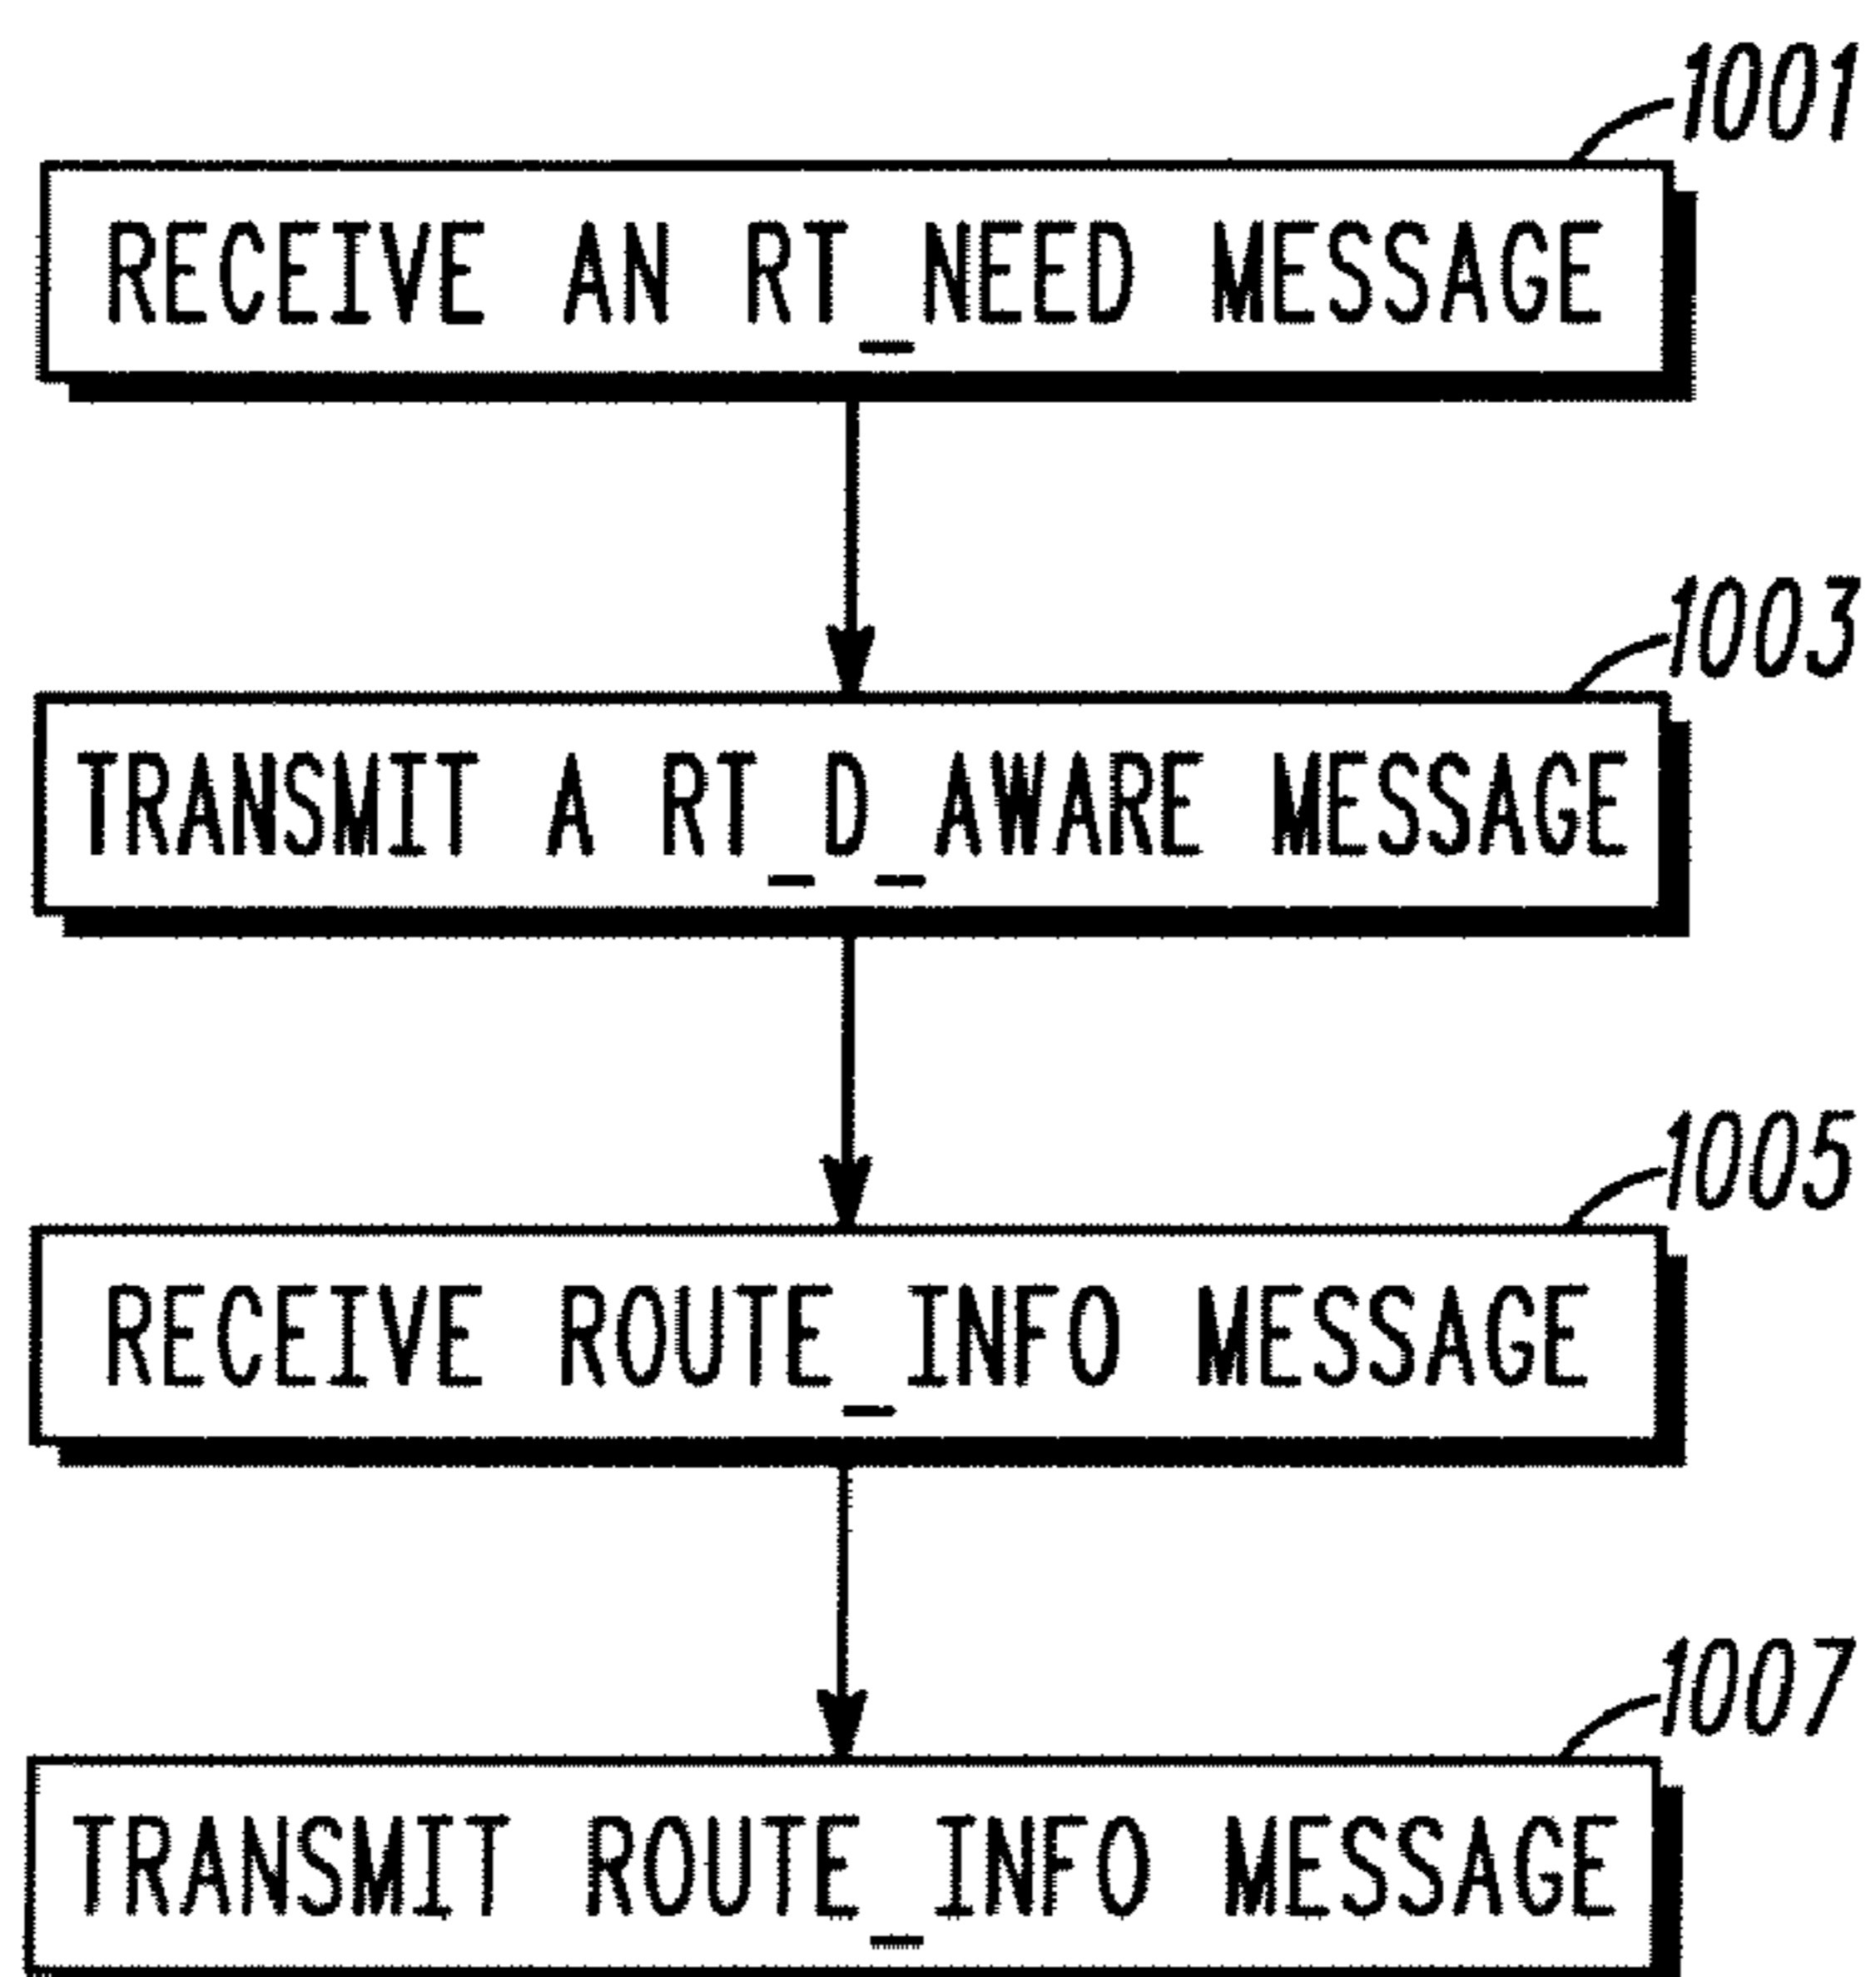 1001
RECEIVE AN RT_NEED MESSAGE
1003
TRANSMIT A RT_D_AWARE MESSAGE
1005
RECEIVE ROUTE_INFO MESSAGE
1007
TRANSMIT ROUTE_INFO MESSAGE